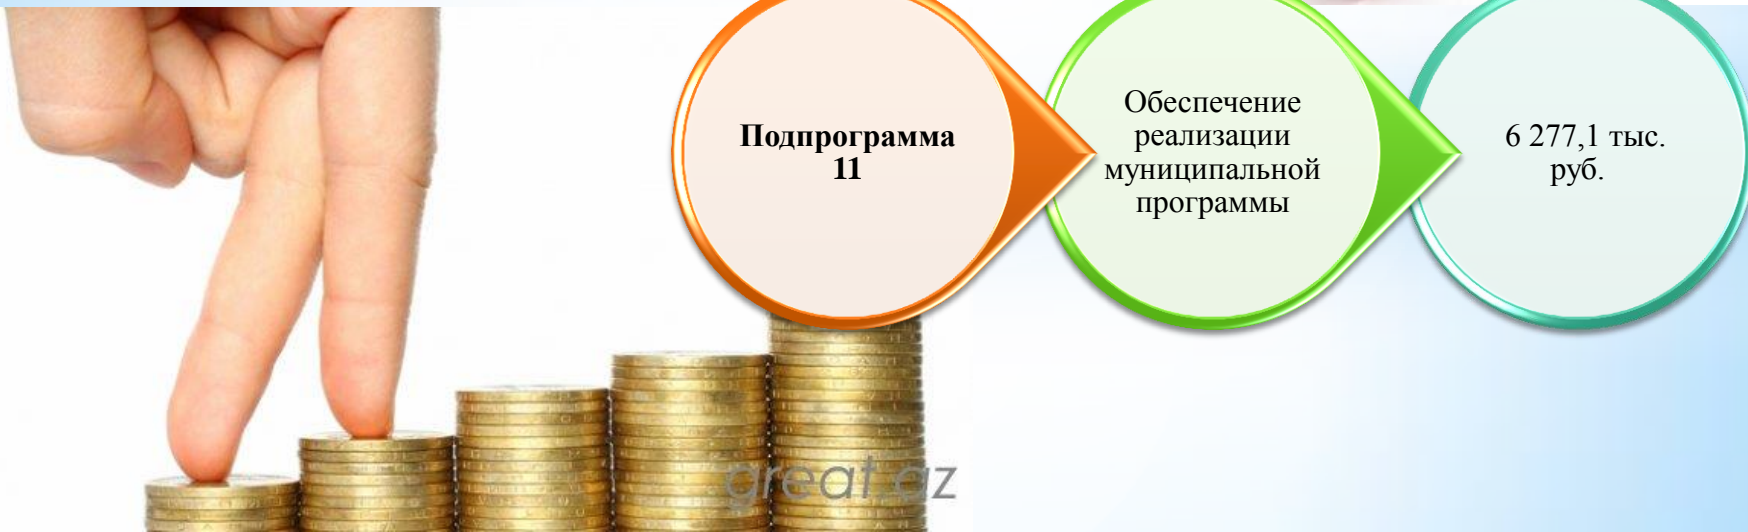 Подпрограмма
11
Обеспечение
реализации
муниципальной
программы
6 277,1 тыс.
руб.
great.az